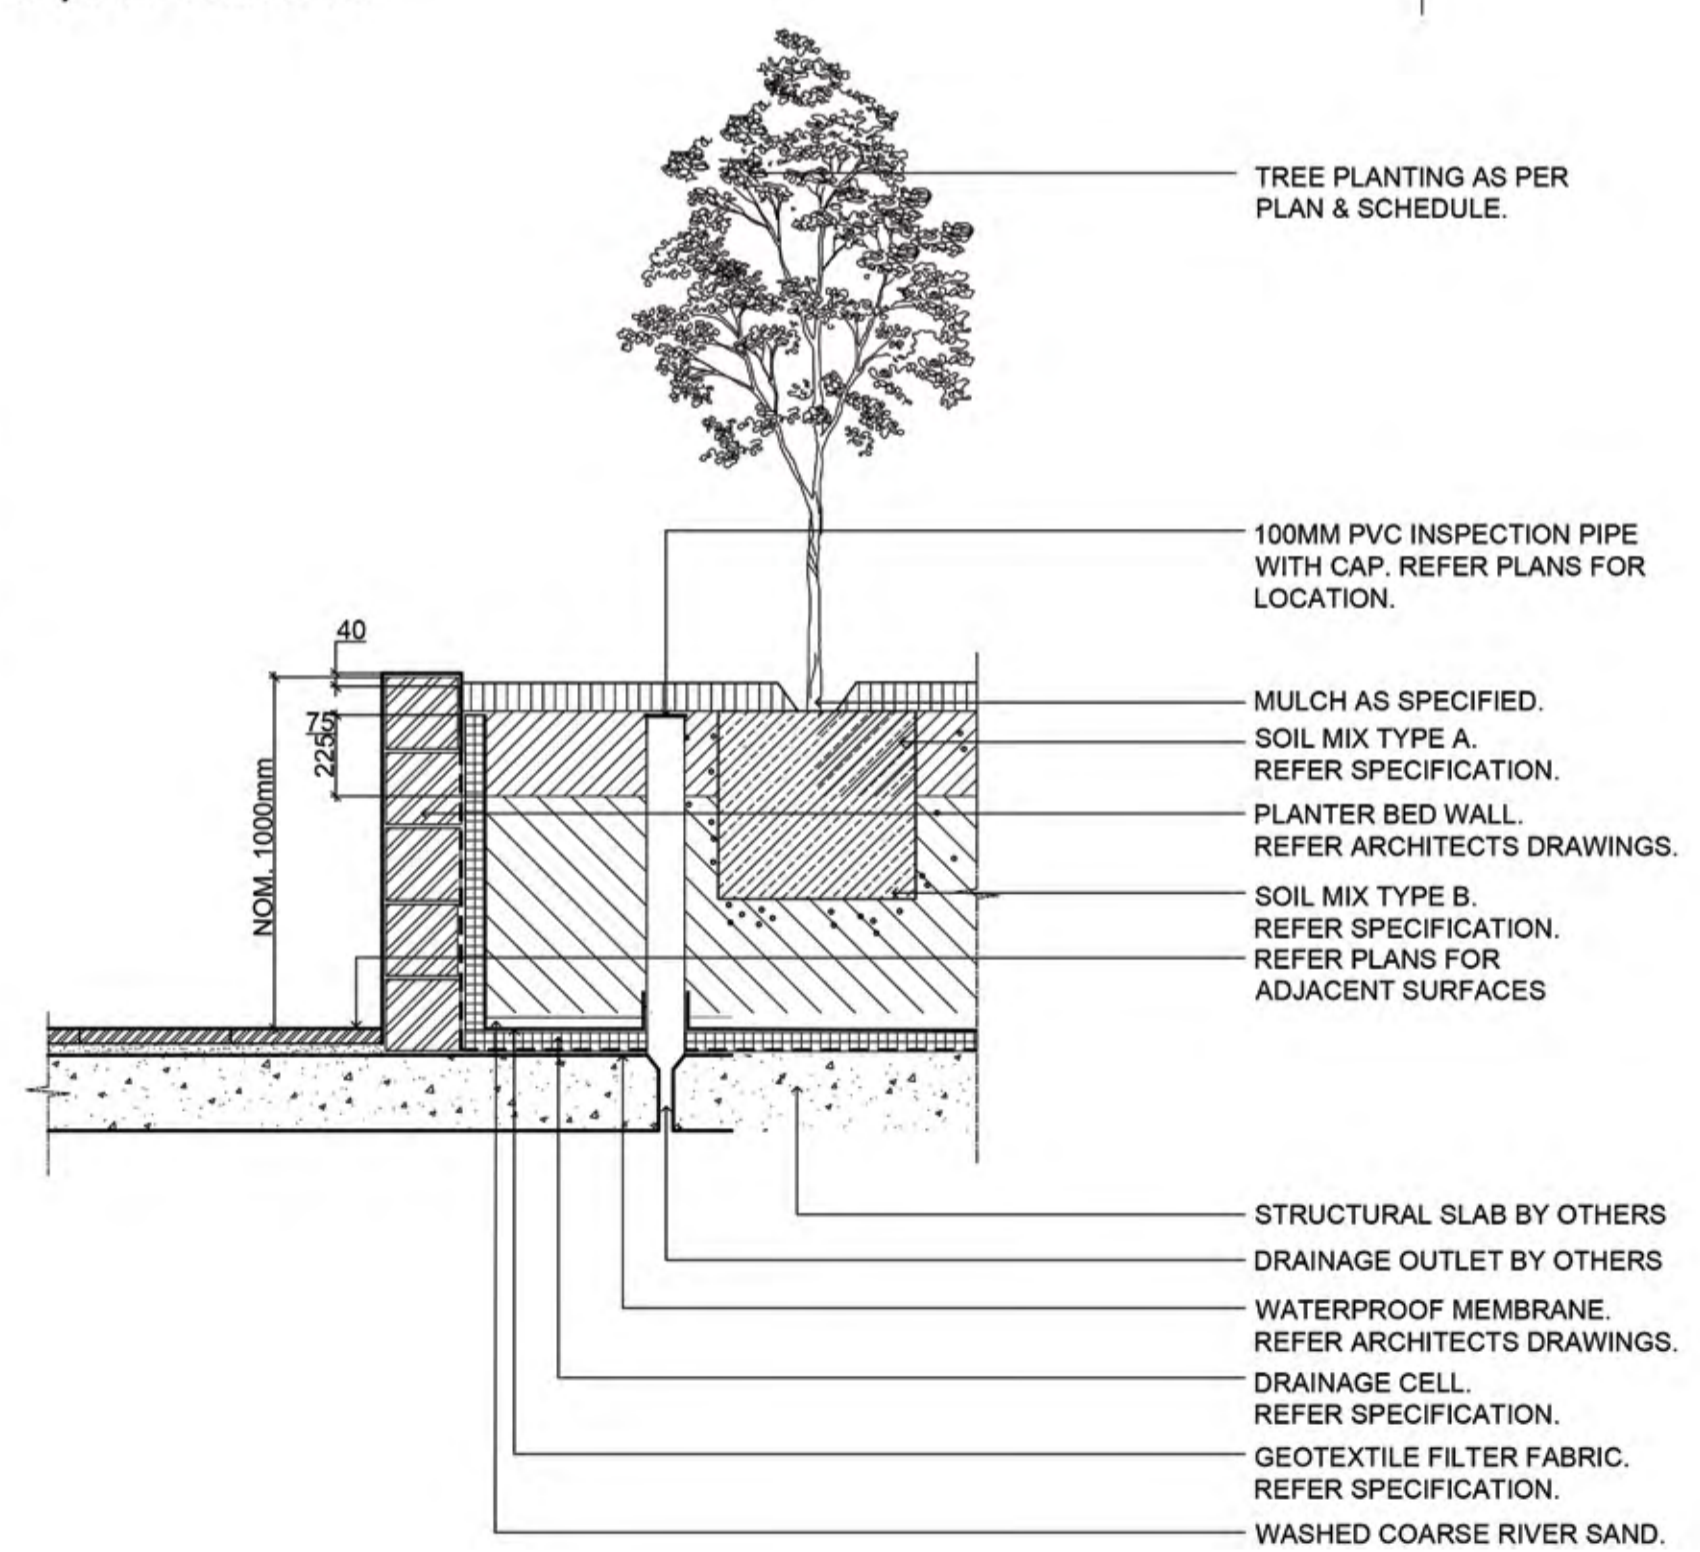 TREE PLANTING AS PER
PLAN & SCHEDULE.
100MM PVC INSPECTION PIPE
WITH CAP. REFER PLANS FOR
LOCATION.
40
75
225
NOM. 1000mm
MULCH AS SPECIFIED.
SOIL MIX TYPE A.
REFER SPECIFICATION.
PLANTER BED WALL.
REFER ARCHITECTS DRAWINGS.
SOIL MIX TYPE B.
REFER SPECIFICATION.
REFER PLANS FOR
ADJACENT SURFACES
STRUCTURAL SLAB BY OTHERS
DRAINAGE OUTLET BY OTHERS
WATERPROOF MEMBRANE.
REFER ARCHITECTS DRAWINGS.
DRAINAGE CELL.
REFER SPECIFICATION.
GEOTEXTILE FILTER FABRIC.
REFER SPECIFICATION.
WASHED COARSE RIVER SAND.